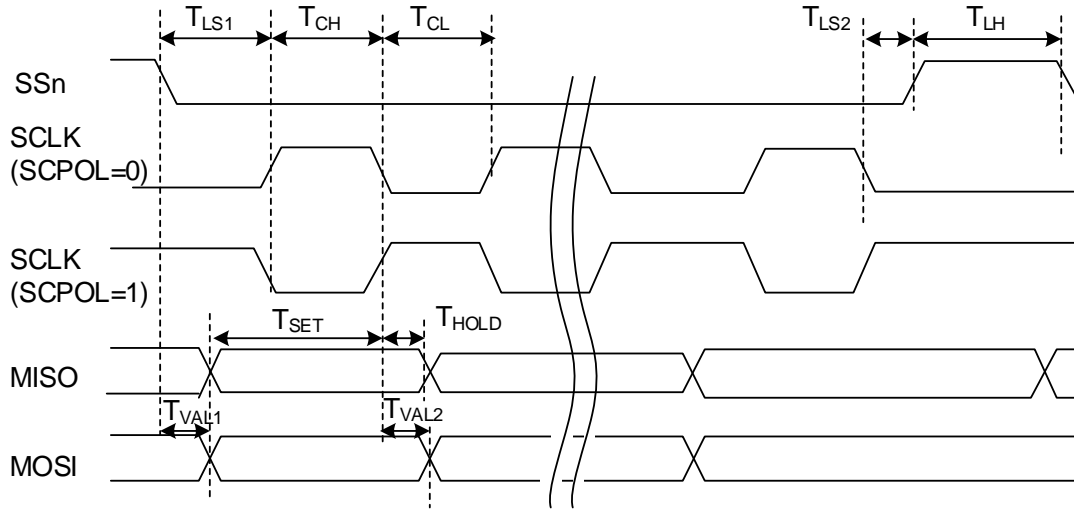 TLS1 TCH TCL TLS2 TLH
SSn
SCLK
(SCPOL=0)
SCLK
(SCPOL=1)
TSET THOLD
MISO
TVAL1 TVAL2
MOSI